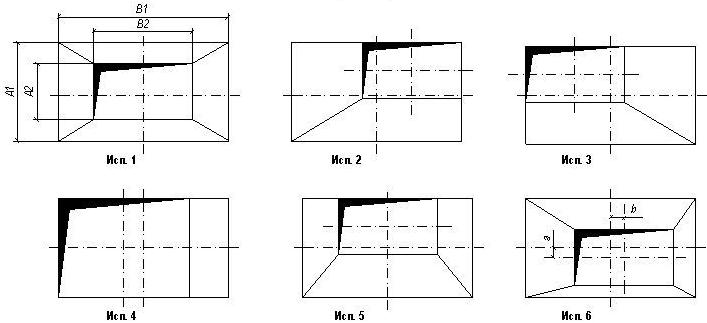 B1
B2
A1
A2
Исп. 1
Исп. 2
Исп. 3
b
a
Исп. 4
Исп. 5
Исп. 6